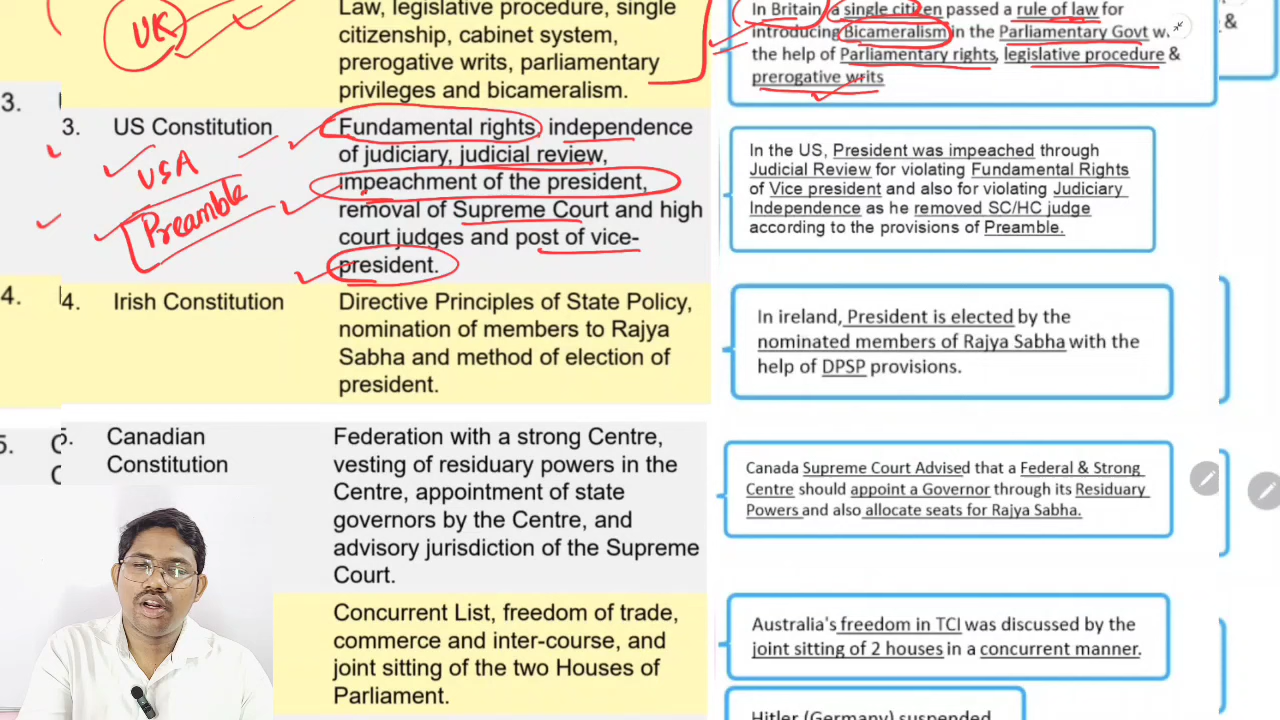 Law, legislative procedure, single
citizenship, cabinet system,
prerogative writs, parliamentary
privileges and bicameralism.
UK
In Britain, a single citizen passed a rule of law for
introducing Bicameralism in the Parliamentary Govt w
the help of Parliamentary rights, legislative procedure &
prerogative writs
&
3.
3. US Constitution
USA
Preamble
Fundamental rights, independence
of judiciary, judicial review,
impeachment of the president,
removal of Supreme Court and high
court judges and post of vice-
president.
In the US, President was impeached through
Judicial Review for violating Fundamental Rights
of Vice president and also for violating Judiciary
Independence as he removed SC/HC judge
according to the provisions of Preamble.
4.
4. Irish Constitution
Directive Principles of State Policy,
nomination of members to Rajya
Sabha and method of election of
president.
In ireland, President is elected by the
nominated members of Rajya Sabha with the
help of DPSP provisions.
5.
5. Canadian
Constitution
Federation with a strong Centre,
vesting of residuary powers in the
Centre, appointment of state
governors by the Centre, and
advisory jurisdiction of the Supreme
Court.
Canada Supreme Court Advised that a Federal & Strong
Centre should appoint a Governor through its Residuary
Powers and also allocate seats for Rajya Sabha.
Concurrent List, freedom of trade,
commerce and inter-course, and
joint sitting of the two Houses of
Parliament.
Australia's freedom in TCI was discussed by the
joint sitting of 2 houses in a concurrent manner.
Hitler (Germany) suspended